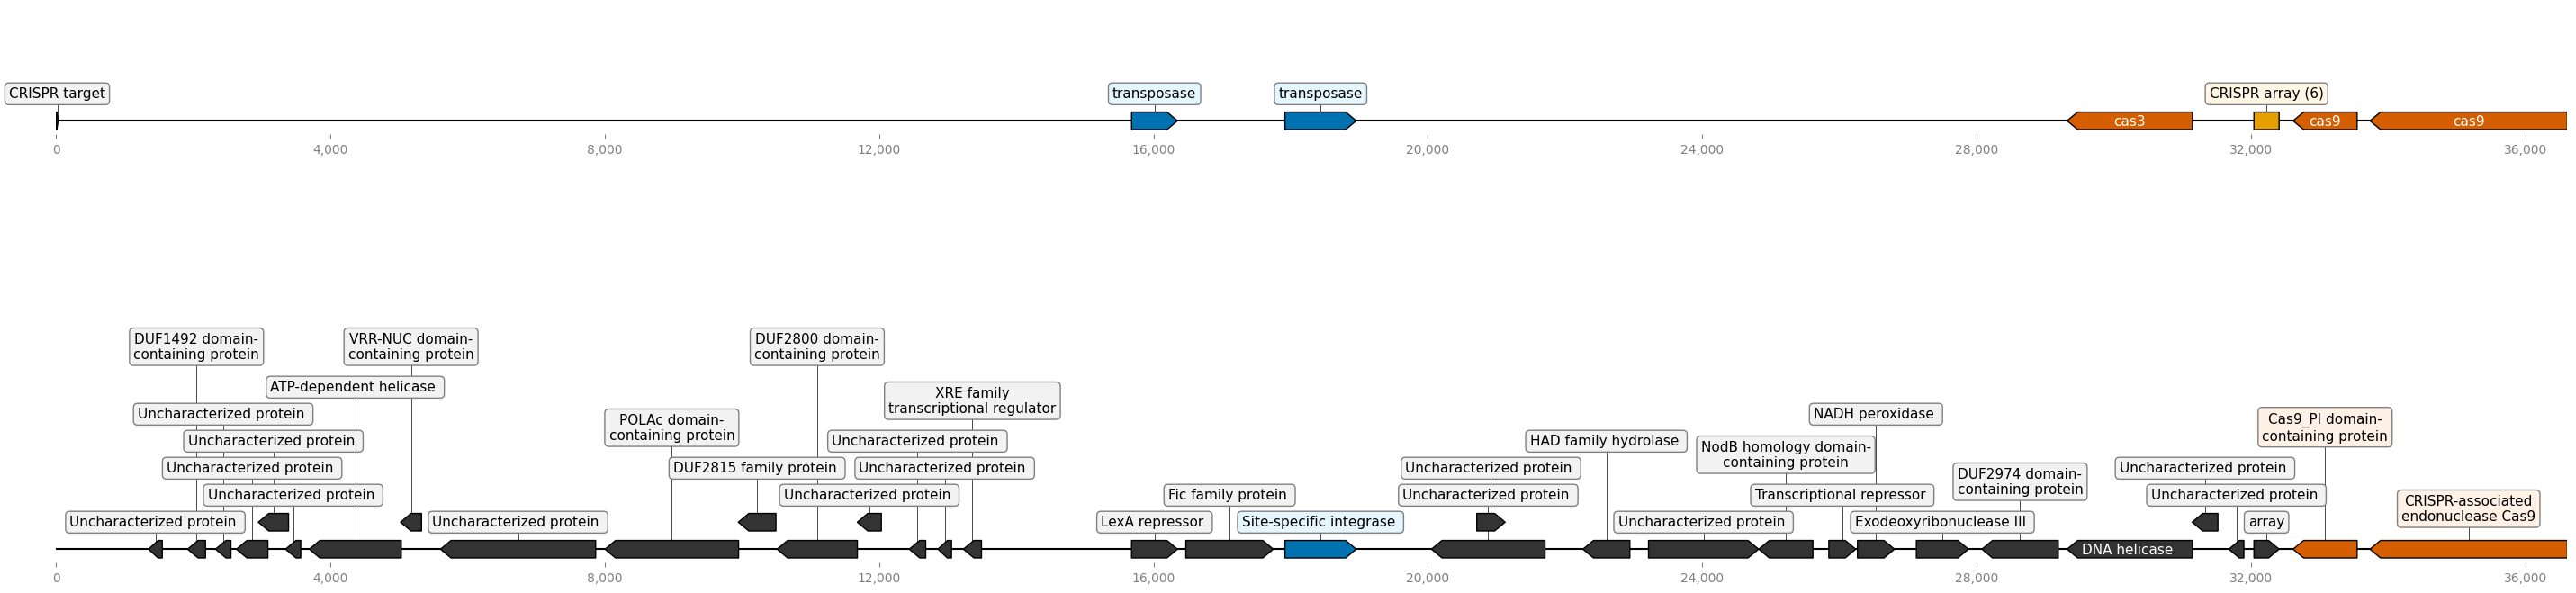 CRISPR target
transposase
transposase
CRISPR array (6)
cas3
cas9
cas9
0
4,000
8,000
12,000
16,000
20,000
24,000
28,000
32,000
36,000
DUF1492 domain-
containing protein
VRR-NUC domain-
containing protein
DUF2800 domain-
containing protein
ATP-dependent helicase
XRE family
transcriptional regulator
Uncharacterized protein
POLAc domain-
containing protein
NADH peroxidase
Cas9_PI domain-
containing protein
Uncharacterized protein
Uncharacterized protein
HAD family hydrolase
NodB homology domain-
containing protein
Uncharacterized protein
DUF2815 family protein
Uncharacterized protein
Uncharacterized protein
DUF2974 domain-
containing protein
Uncharacterized protein
Uncharacterized protein
Uncharacterized protein
Fic family protein
Uncharacterized protein
Transcriptional repressor
Uncharacterized protein
CRISPR-associated
endonuclease Cas9
Uncharacterized protein
Uncharacterized protein
LexA repressor
Site-specific integrase
Uncharacterized protein
Exodeoxyribonuclease III
array
DNA helicase
0
4,000
8,000
12,000
16,000
20,000
24,000
28,000
32,000
36,000